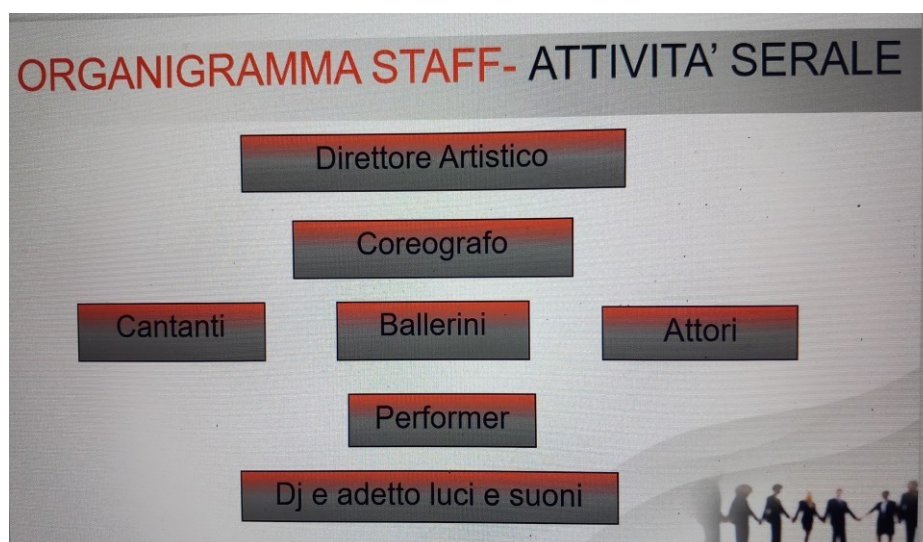 ORGANIGRAMMA STAFF- ATTIVITA' SERALE
Direttore Artistico
Coreografo
Cantanti Ballerini Attori
Performer
Dj e adetto luci e suoni